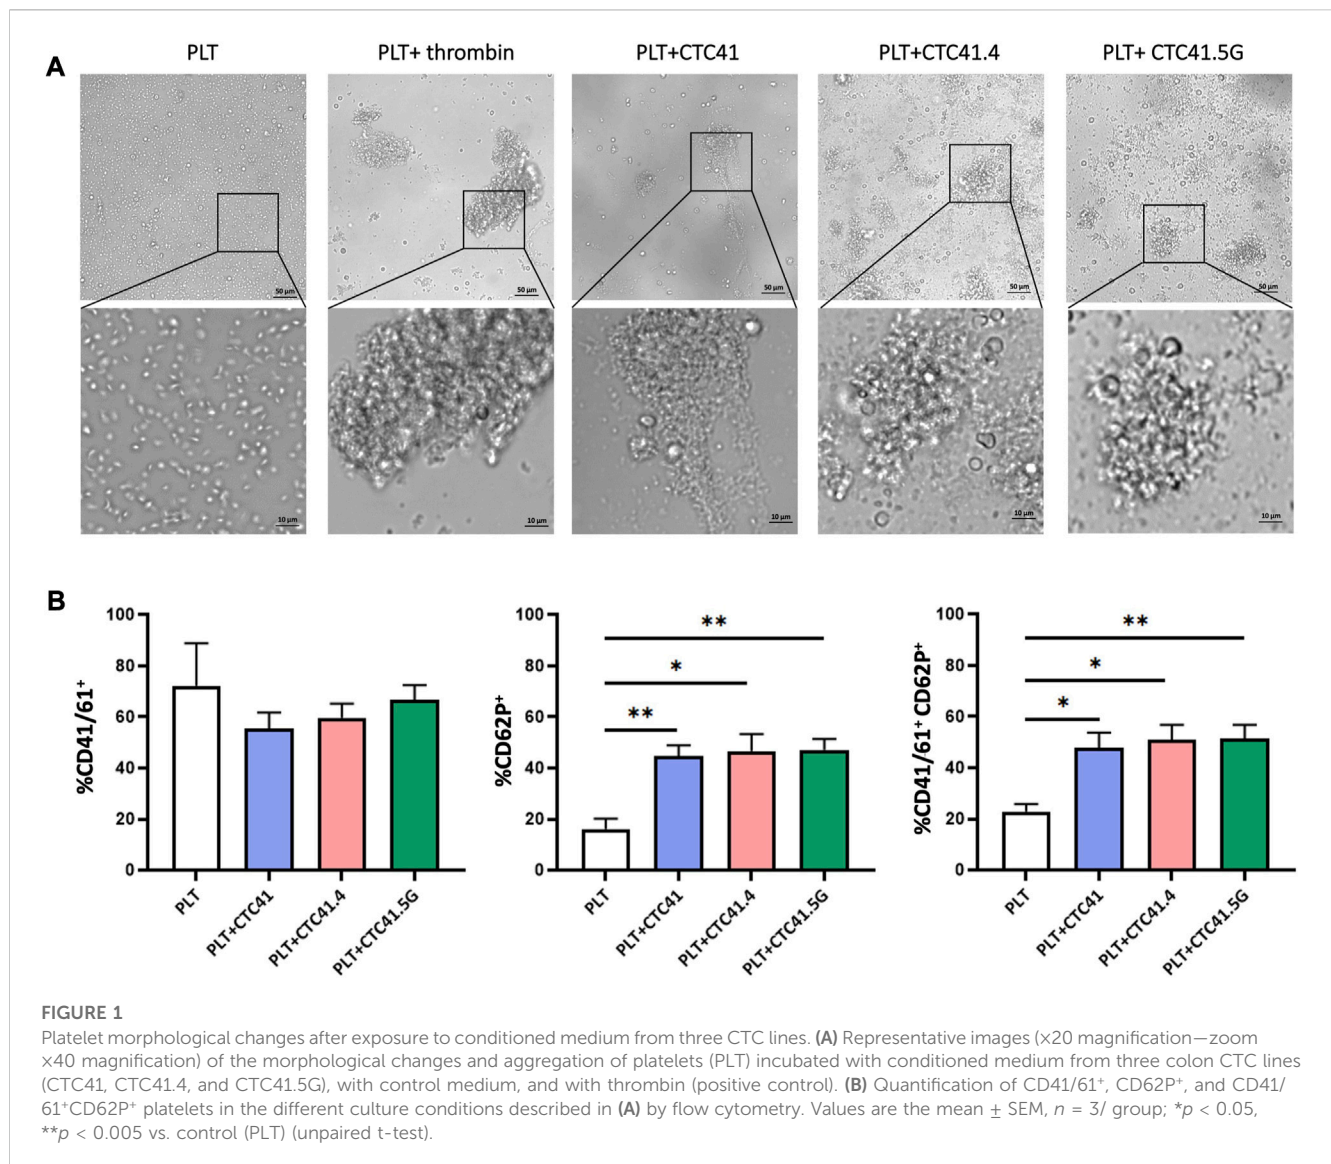 PLT
PLT+ thrombin
PLT+CTC41
PLT+CTC41.4
PLT+ CTC41.5G
A
50 µm
50 µm
50 µm
50 µm
50 µm
10 µm
10 µm
10 µm
10 µm
10 µm
B
%CD41/61⁺
100
80
60
40
20
0
PLT
PLT+CTC41
PLT+CTC41.4
PLT+CTC41.5G
%CD62P⁺
100
80
60
40
20
0
**
*
**
PLT
PLT+CTC41
PLT+CTC41.4
PLT+CTC41.5G
%CD41/61⁺ CD62P⁺
100
80
60
40
20
0
**
*
*
PLT
PLT+CTC41
PLT+CTC41.4
PLT+CTC41.5G
FIGURE 1
Platelet morphological changes after exposure to conditioned medium from three CTC lines. (A) Representative images (×20 magnification—zoom
×40 magnification) of the morphological changes and aggregation of platelets (PLT) incubated with conditioned medium from three colon CTC lines
(CTC41, CTC41.4, and CTC41.5G), with control medium, and with thrombin (positive control). (B) Quantification of CD41/61⁺, CD62P⁺, and CD41/
61⁺CD62P⁺ platelets in the different culture conditions described in (A) by flow cytometry. Values are the mean ± SEM, n = 3/ group; *p < 0.05,
**p < 0.005 vs. control (PLT) (unpaired t-test).